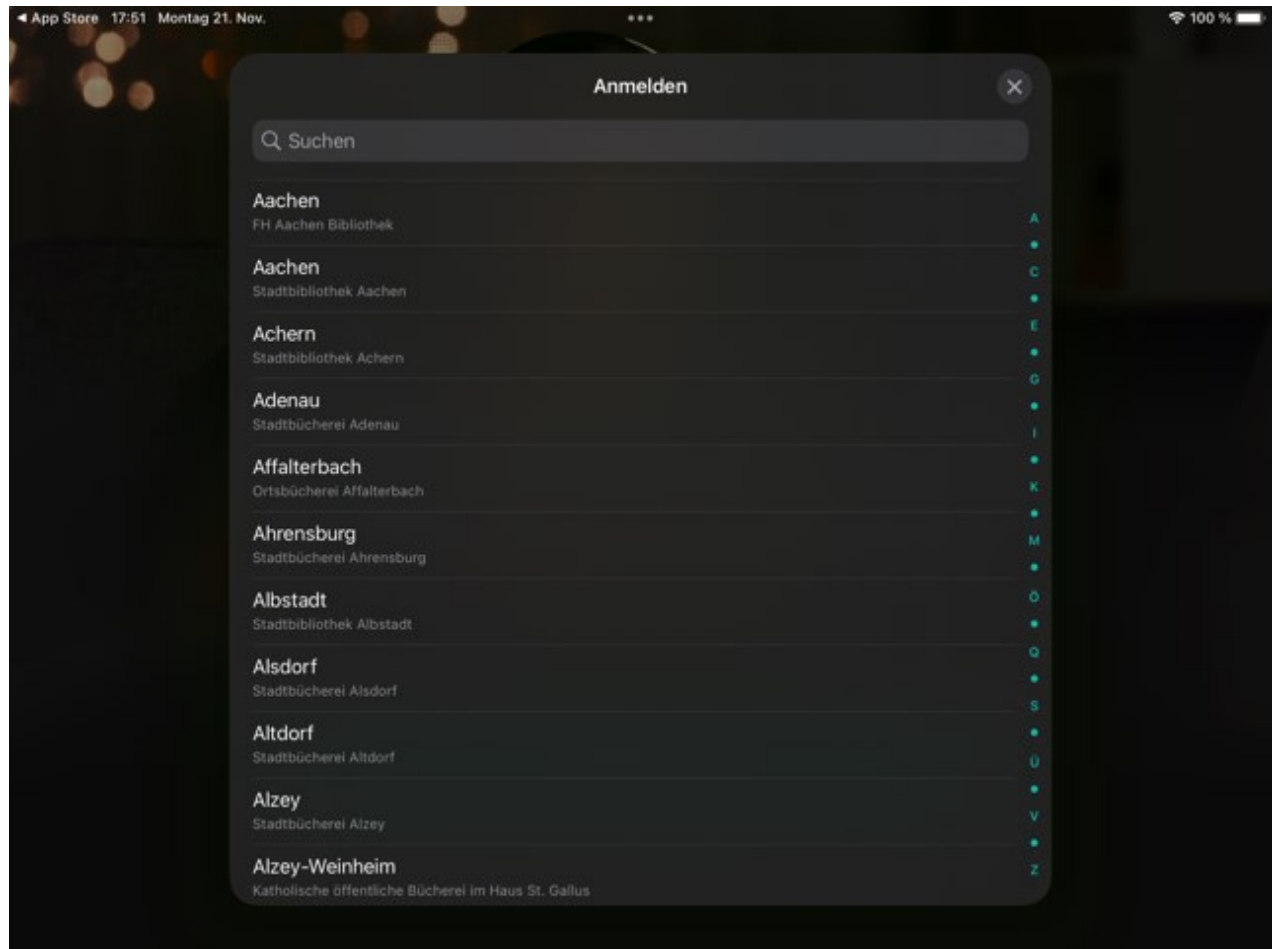 ◀ App Store 17:51 Montag 21. Nov. ••• 100 %
Anmelden
Suchen
Aachen
FH Aachen Bibliothek
Aachen
Stadtbibliothek Aachen
Achern
Stadtbibliothek Achern
Adenau
Stadtbücherei Adenau
Affalterbach
Ortsbücherei Affalterbach
Ahrensburg
Stadtbücherei Ahrensburg
Albstadt
Stadtbibliothek Albstadt
Alsdorf
Stadtbücherei Alsdorf
Altdorf
Stadtbücherei Altdorf
Alzey
Stadtbücherei Alzey
Alzey-Weinheim
Katholische öffentliche Bücherei im Haus St. Gallus
A
•
C
•
E
•
G
•
I
•
K
•
M
•
Ö
•
Q
•
S
•
Ü
•
V
•
Z